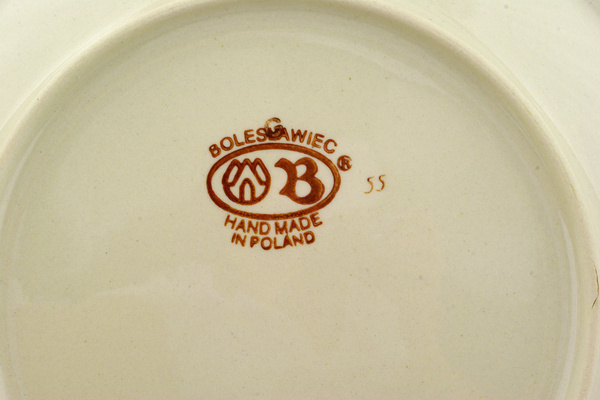 G
BOLESŁAWIEC
B ®
HAND MADE
IN POLAND
55